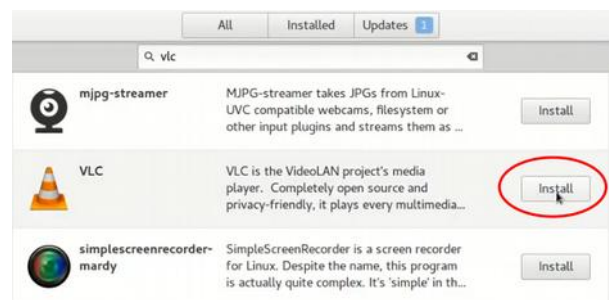 All Installed Updates 1
vlc
mjpg-streamer
MJPG-streamer takes JPGs from Linux-
UVC compatible webcams, filesystem or
other input plugins and streams them as ...
Install
VLC
VLC is the VideoLAN project's media
player. Completely open source and
privacy-friendly, it plays every multimedia...
Install
simplescreenrecorder-
mardy
SimpleScreenRecorder is a screen recorder
for Linux. Despite the name, this program
is actually quite complex. It's 'simple' in th...
Install